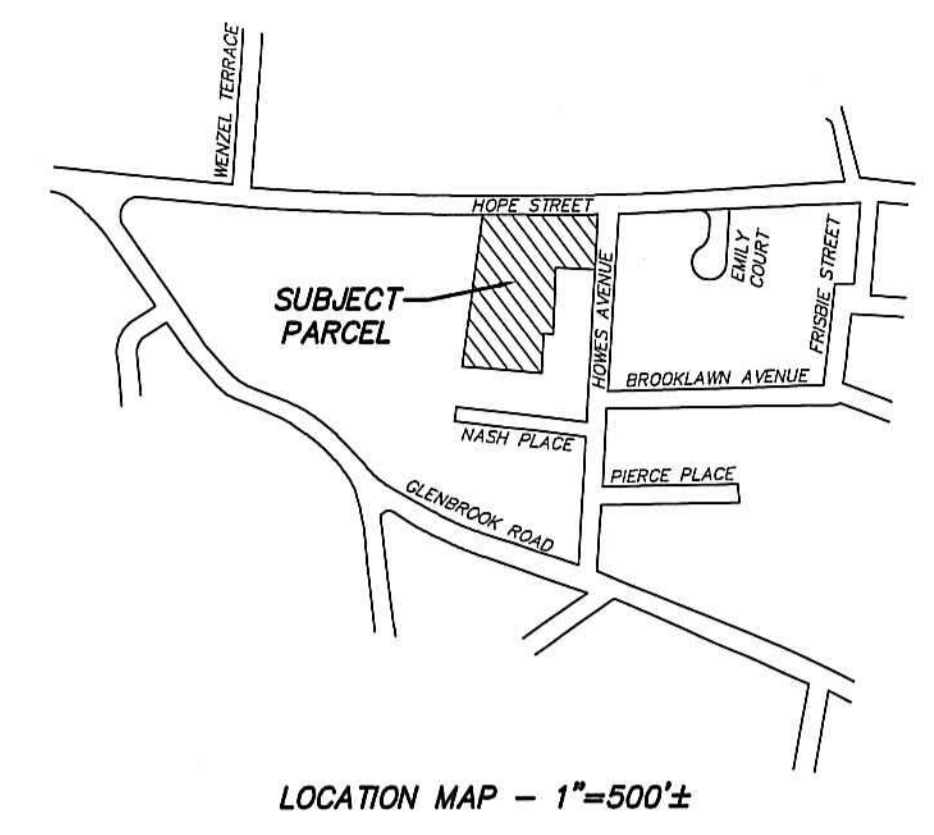 WENZEL TERRACE
HOPE STREET
EMILY
COURT
FRISBIE STREET
SUBJECT
PARCEL
HOWES AVENUE
BROOKLAWN AVENUE
NASH PLACE
PIERCE PLACE
GLENBROOK ROAD
LOCATION MAP - 1"=500'±